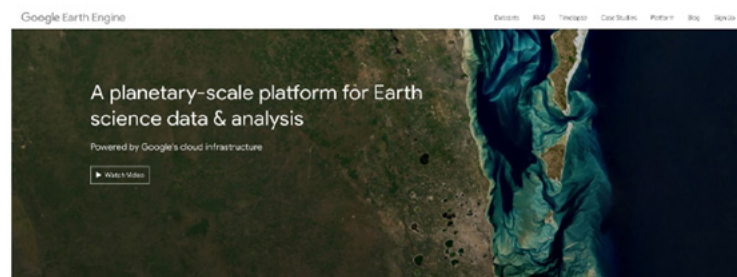 Google Earth Engine
Datasets FAQ Timelapse Case Studies Platform Blog Sign Up
A planetary-scale platform for Earth
science data & analysis
Powered by Google's cloud infrastructure
Watch Video